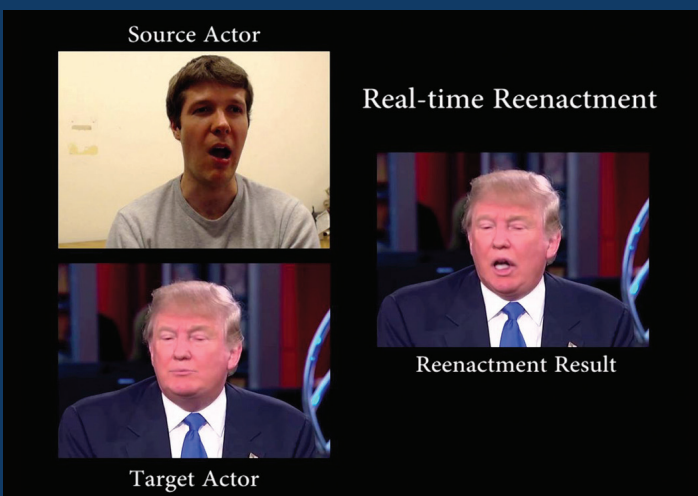 Source Actor
Real-time Reenactment
Reenactment Result
Target Actor